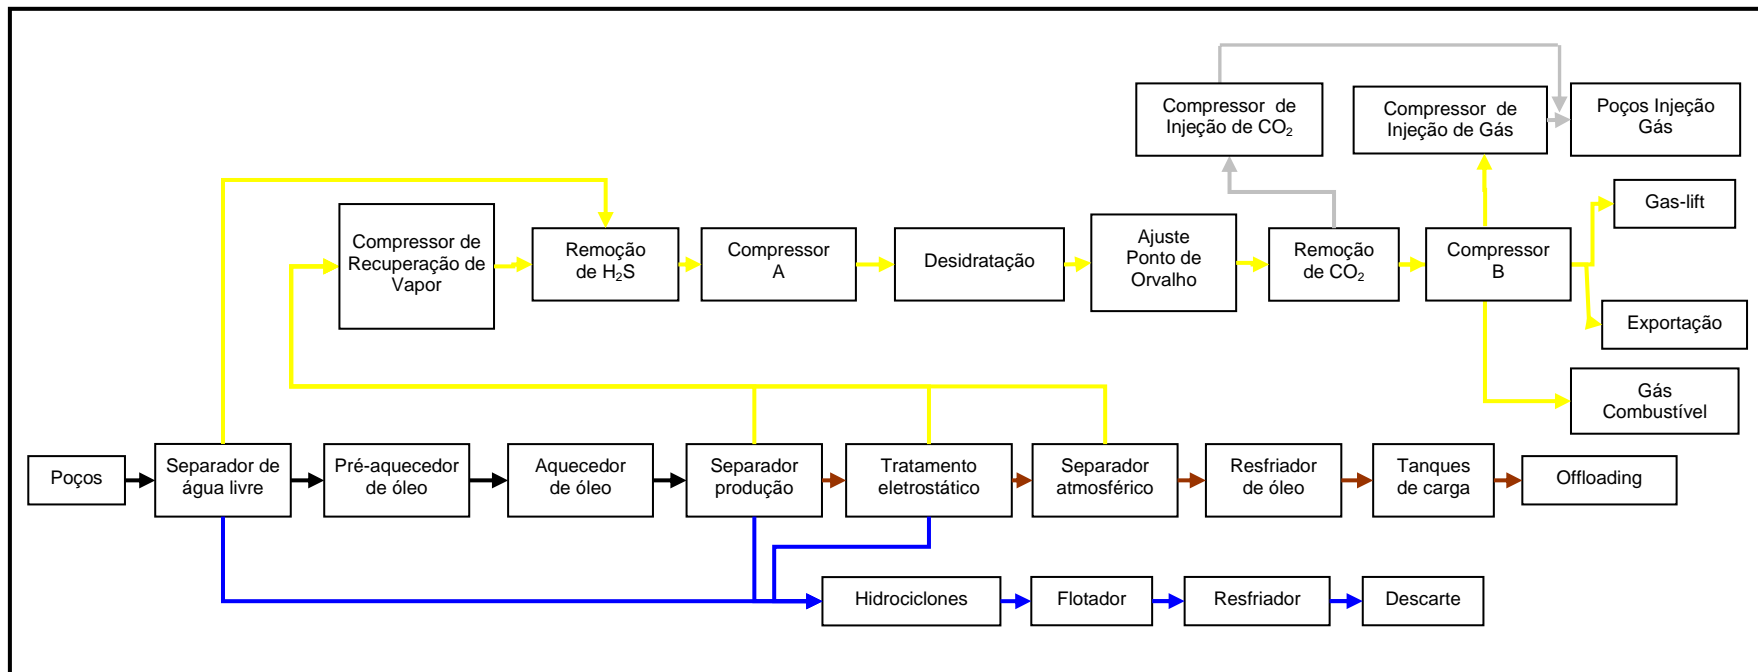 Compressor de
Injeção de CO₂
Compressor de
Injeção de Gás
Poços Injeção
Gás
Gas-lift
Compressor de
Recuperação de
Vapor
Remoção
de H₂S
Compressor
A
Desidratação
Ajuste
Ponto de
Orvalho
Remoção
de CO₂
Compressor
B
Exportação
Gás
Combustível
Poços
Separador de
água livre
Pré-aquecedor
de óleo
Aquecedor
de óleo
Separador
produção
Tratamento
eletrostático
Separador
atmosférico
Resfriador
de óleo
Tanques
de carga
Offloading
Hidrociclones
Flotador
Resfriador
Descarte